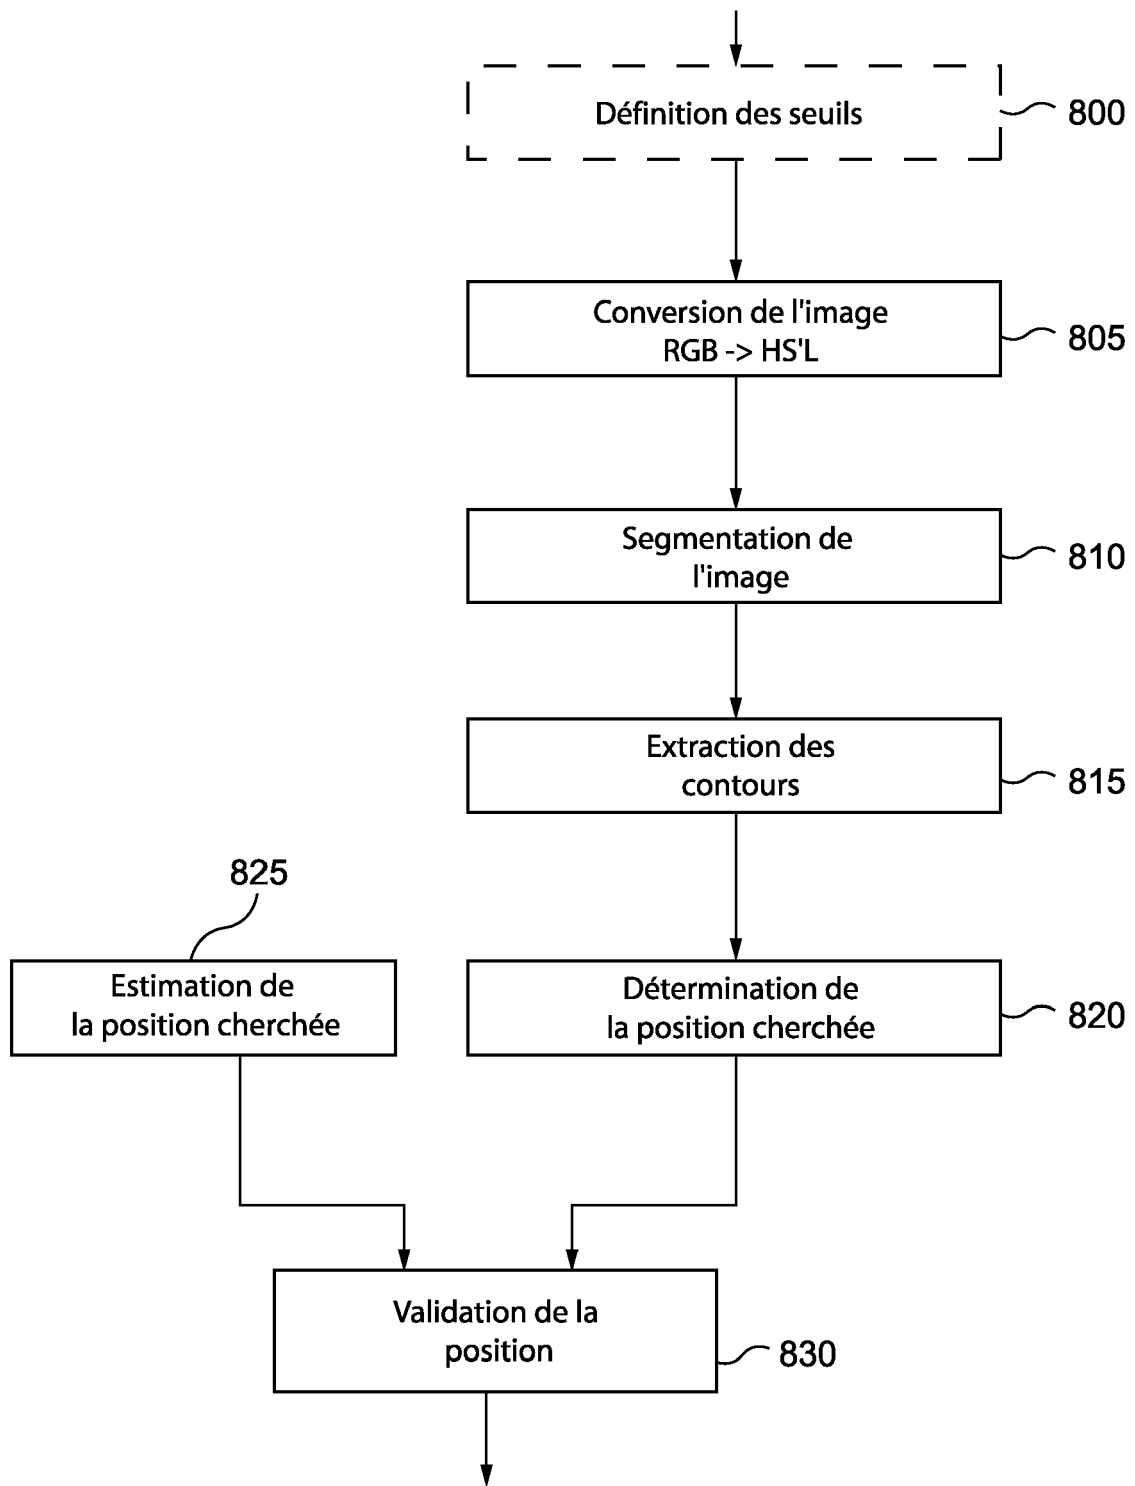 Définition des seuils
800
Conversion de l'image
RGB -> HS'L
805
Segmentation de
l'image
810
Extraction des
contours
815
825
Estimation de
la position cherchée
Détermination de
la position cherchée
820
Validation de la
position
830